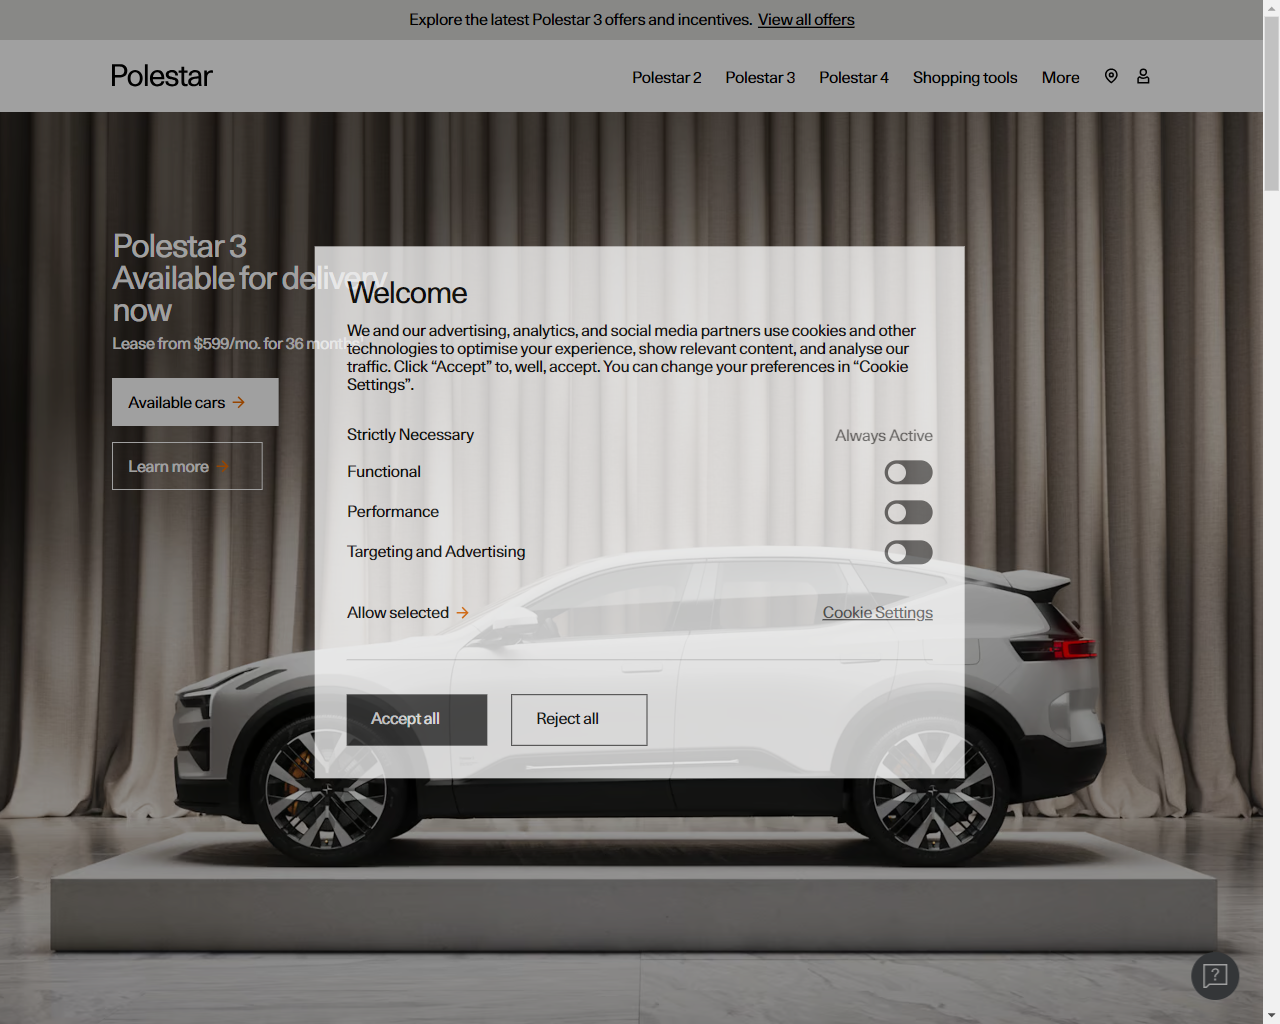 Explore the latest Polestar 3 offers and incentives. View all offers
Polestar
Polestar 2
Polestar 3
Polestar 4
Shopping tools
More
Polestar 3
Available for delivery
now
Lease from $599/mo. for 36 months
Available cars
Learn more
Welcome
We and our advertising, analytics, and social media partners use cookies and other
technologies to optimise your experience, show relevant content, and analyse our
traffic. Click “Accept” to, well, accept. You can change your preferences in “Cookie
Settings”.
Strictly Necessary
Always Active
Functional
Performance
Targeting and Advertising
Allow selected
Cookie Settings
Accept all
Reject all